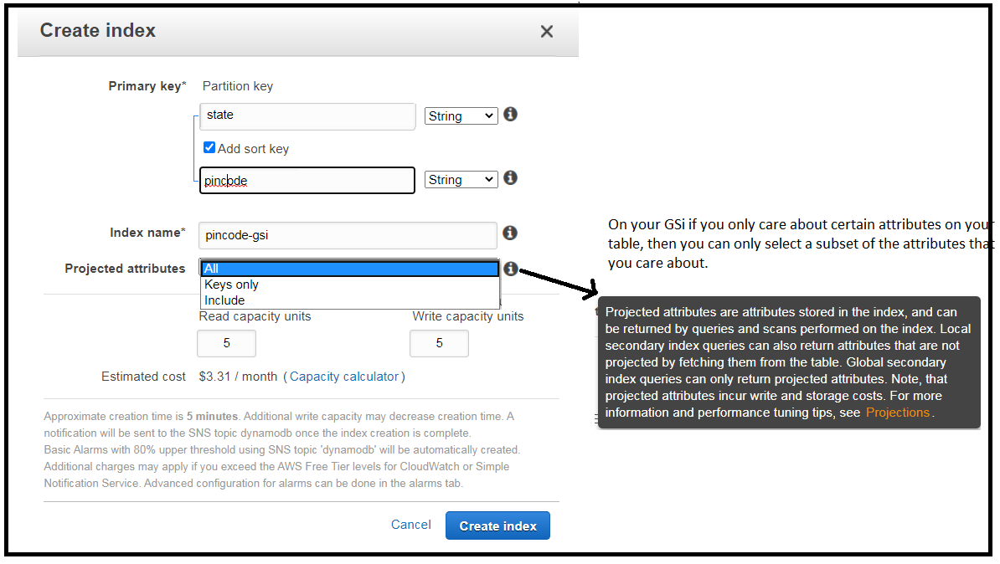 Create index
Primary key* Partition key
state String
Add sort key
pincode String
Index name* pincode-gsi
Projected attributes All
Keys only
Include
Read capacity units Write capacity units
5 5
Estimated cost $3.31 / month ( Capacity calculator )
Approximate creation time is 5 minutes. Additional write capacity may decrease creation time. A
notification will be sent to the SNS topic dynamodb once the index creation is complete.
Basic Alarms with 80% upper threshold using SNS topic 'dynamodb' will be automatically created.
Additional charges may apply if you exceed the AWS Free Tier levels for CloudWatch or Simple
Notification Service. Advanced configuration for alarms can be done in the alarms tab.
Cancel Create index
On your GSi if you only care about certain attributes on your
table, then you can only select a subset of the attributes that
you care about.
Projected attributes are attributes stored in the index, and can
be returned by queries and scans performed on the index. Local
secondary index queries can also return attributes that are not
projected by fetching them from the table. Global secondary
index queries can only return projected attributes. Note, that
projected attributes incur write and storage costs. For more
information and performance tuning tips, see Projections.